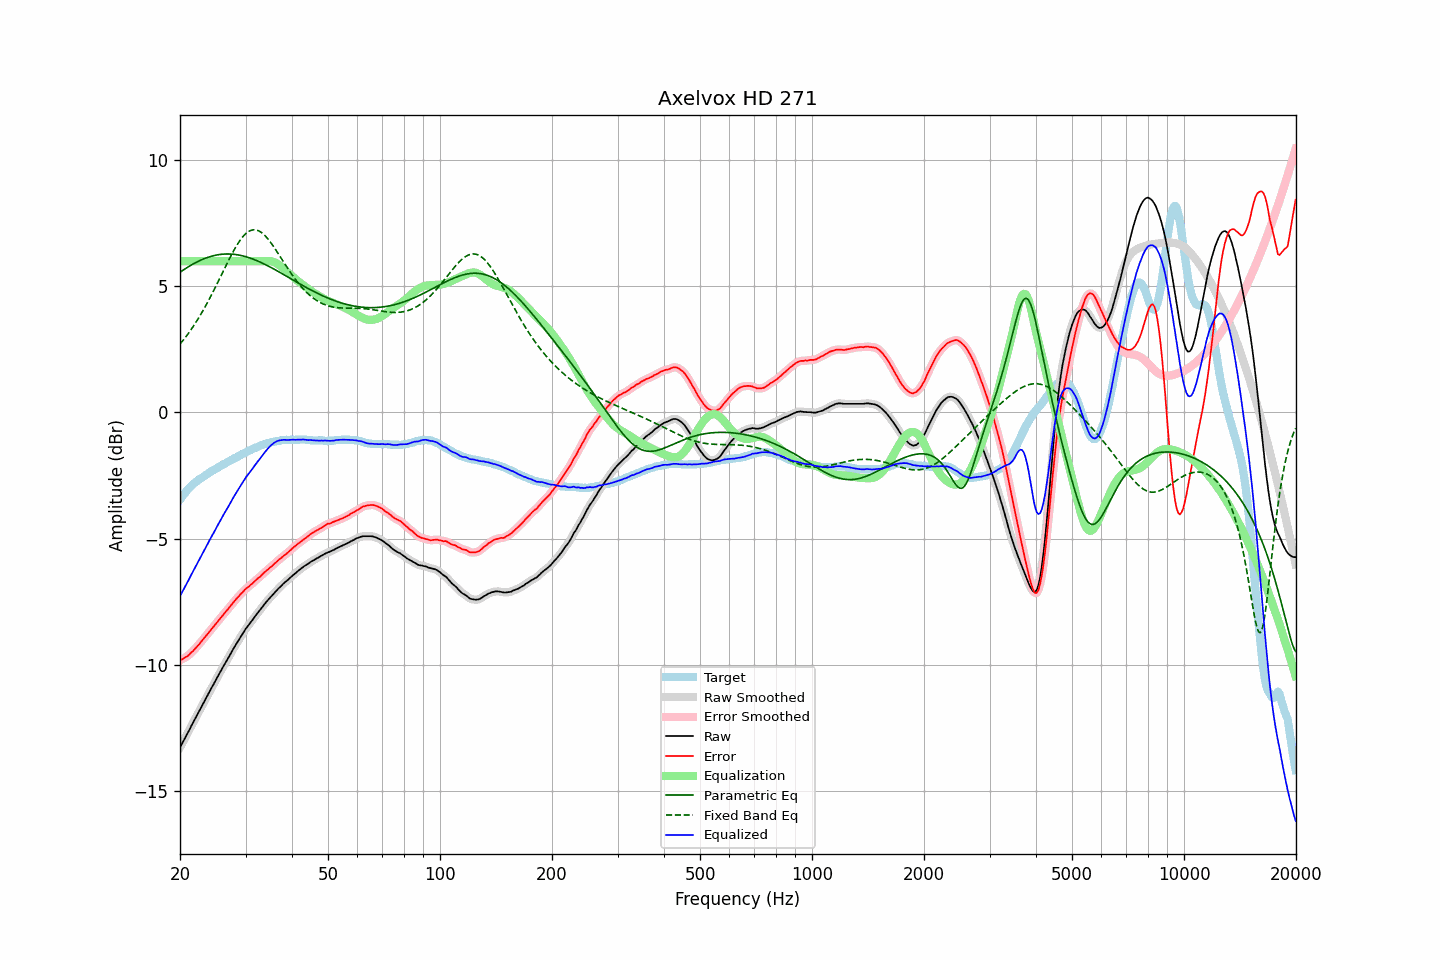 Axelvox HD 271
Amplitude (dBr)
10
5
0
−5
−10
−15
Target
Raw Smoothed
Error Smoothed
Raw
Error
Equalization
Parametric Eq
Fixed Band Eq
Equalized
20 50 100 200 500 1000 2000 5000 10000 20000
Frequency (Hz)